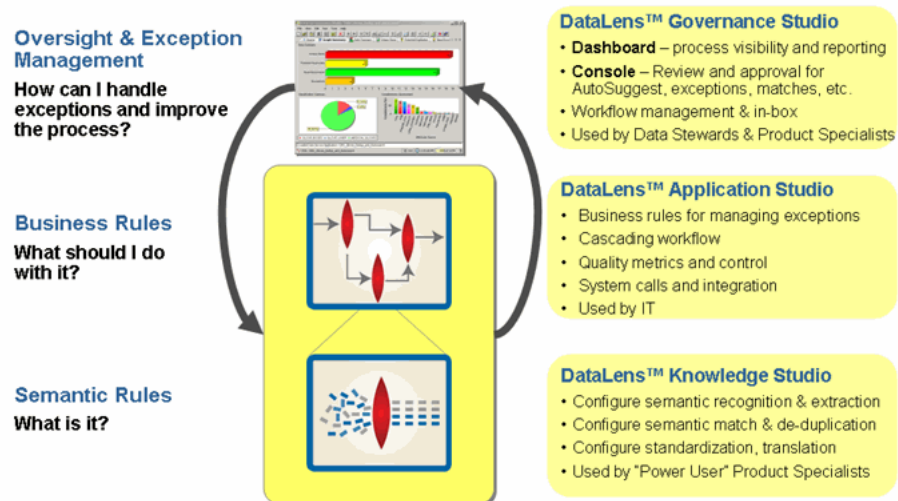 Oversight & Exception
Management
How can I handle
exceptions and improve
the process?
DataLens™ Governance Studio
• Dashboard – process visibility and reporting
• Console – Review and approval for
AutoSuggest, exceptions, matches, etc.
• Workflow management & in-box
• Used by Data Stewards & Product Specialists
Business Rules
What should I do
with it?
DataLens™ Application Studio
• Business rules for managing exceptions
• Cascading workflow
• Quality metrics and control
• System calls and integration
• Used by IT
Semantic Rules
What is it?
DataLens™ Knowledge Studio
• Configure semantic recognition & extraction
• Configure semantic match & de-duplication
• Configure standardization, translation
• Used by "Power User" Product Specialists